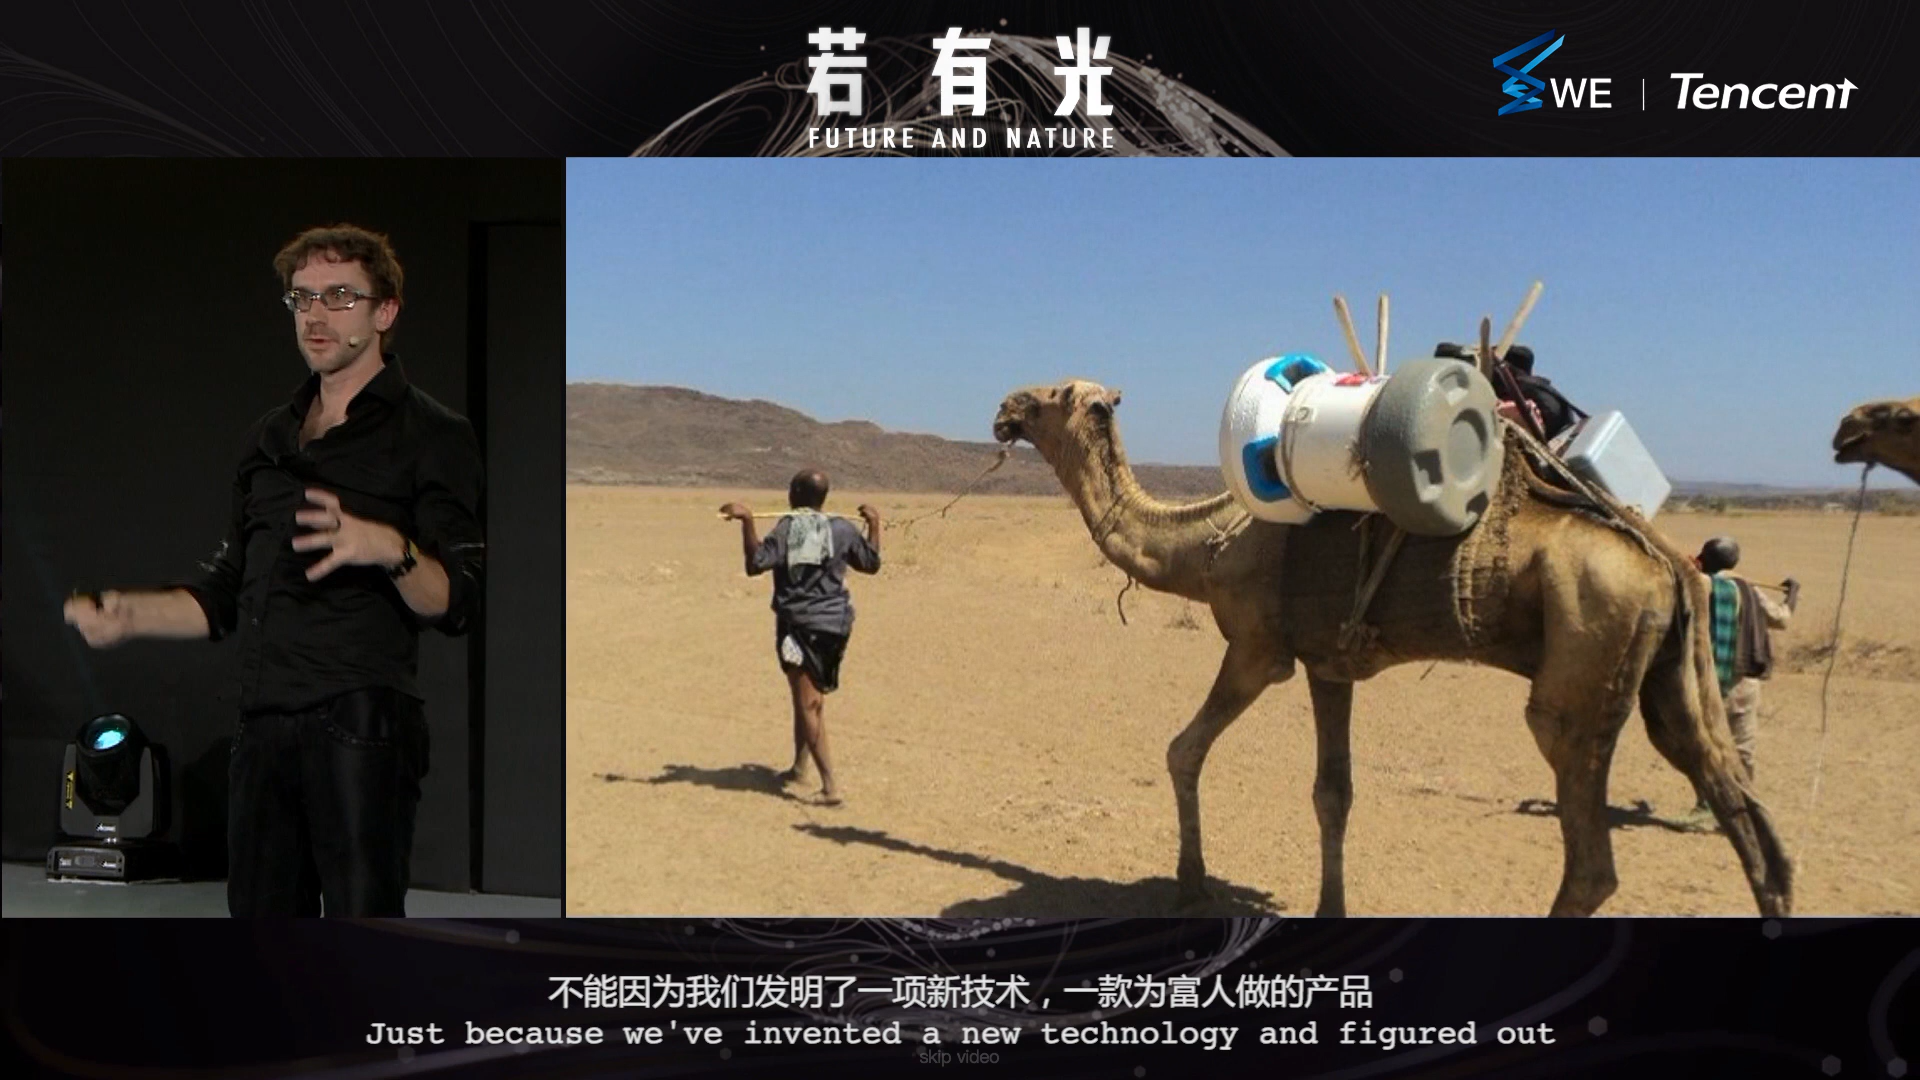 若有光
FUTURE AND NATURE
WE | Tencent
不能因为我们发明了一项新技术，一款为富人做的产品
Just because we've invented a new technology and figured out
skip video